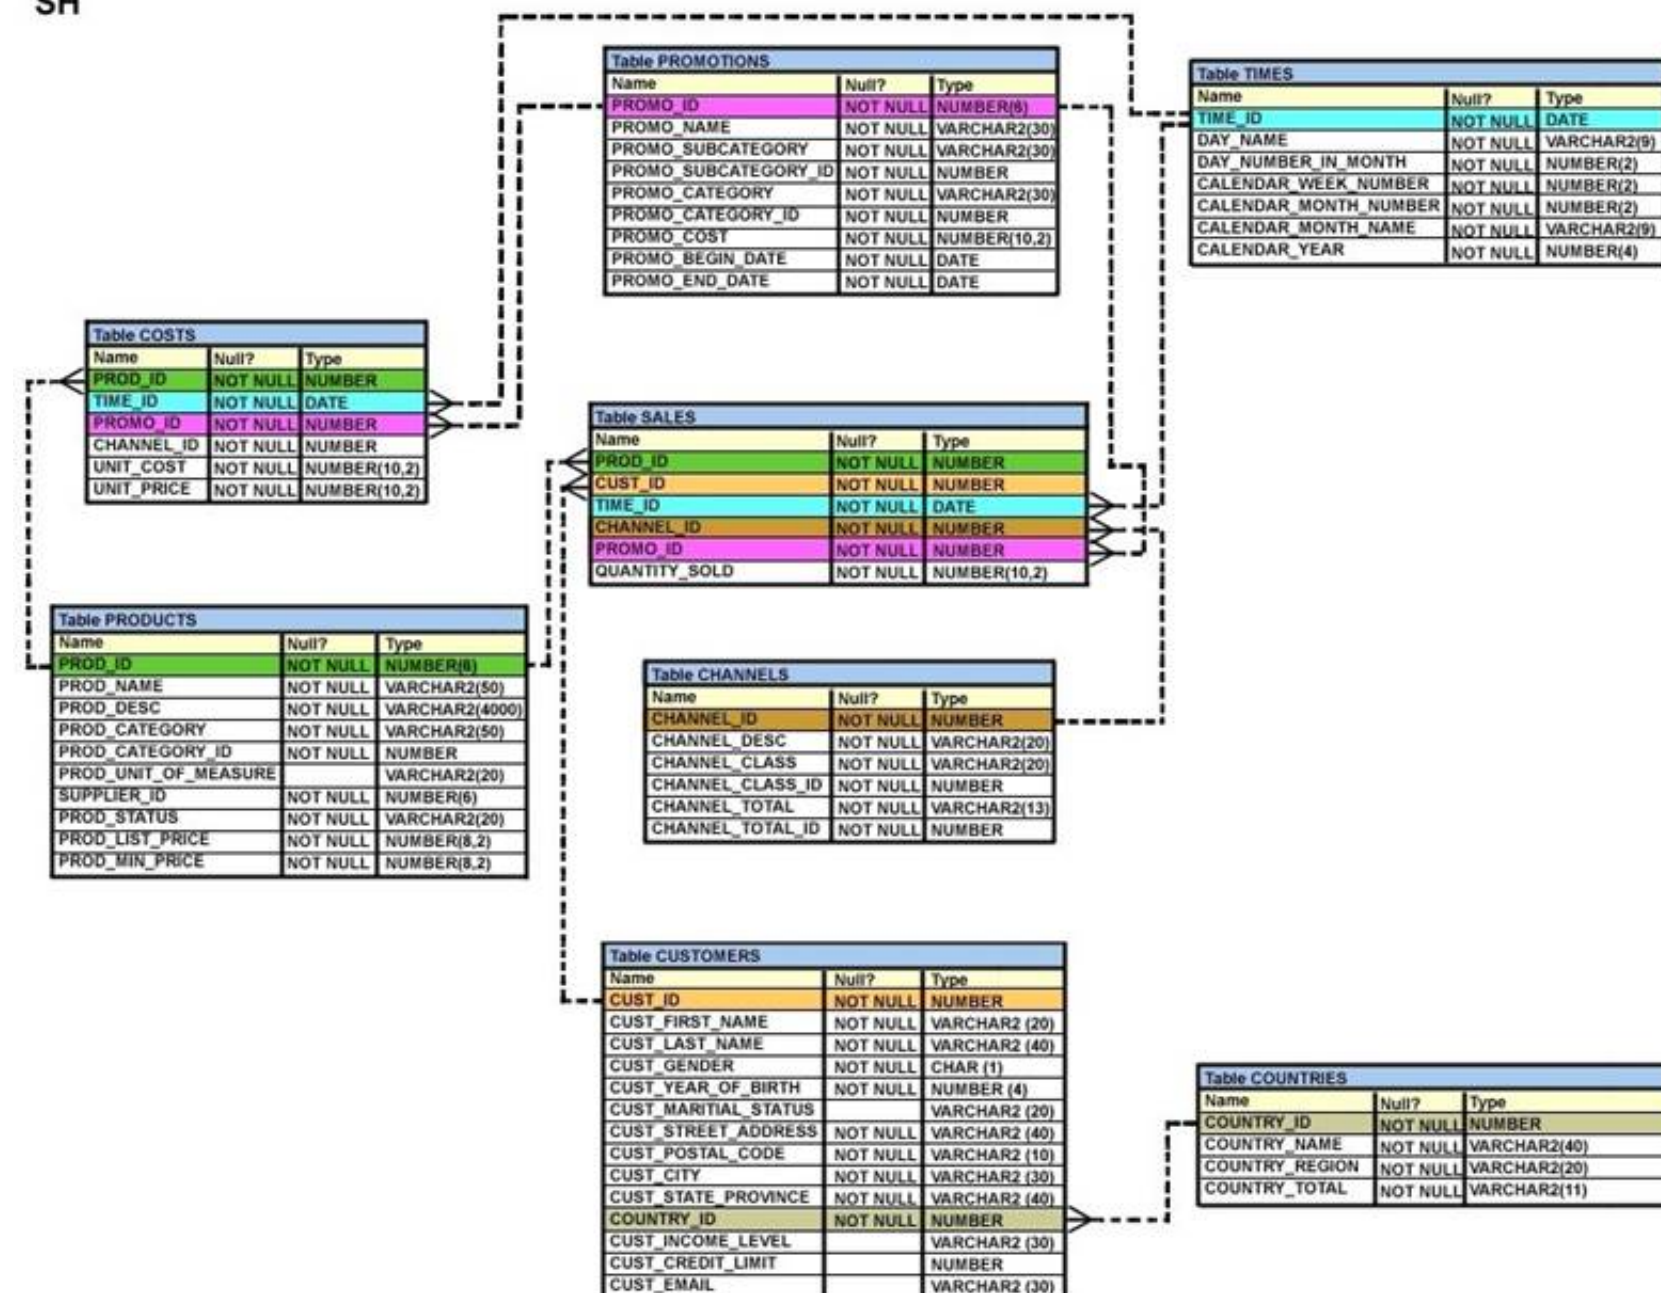 SH
Table PROMOTIONS
Name Null? Type
PROMO_ID NOT NULL NUMBER(6)
PROMO_NAME NOT NULL VARCHAR2(30)
PROMO_SUBCATEGORY NOT NULL VARCHAR2(30)
PROMO_SUBCATEGORY_ID NOT NULL NUMBER
PROMO_CATEGORY NOT NULL VARCHAR2(30)
PROMO_CATEGORY_ID NOT NULL NUMBER
PROMO_COST NOT NULL NUMBER(10,2)
PROMO_BEGIN_DATE NOT NULL DATE
PROMO_END_DATE NOT NULL DATE
Table TIMES
Name Null? Type
TIME_ID NOT NULL DATE
DAY_NAME NOT NULL VARCHAR2(9)
DAY_NUMBER_IN_MONTH NOT NULL NUMBER(2)
CALENDAR_WEEK_NUMBER NOT NULL NUMBER(2)
CALENDAR_MONTH_NUMBER NOT NULL NUMBER(2)
CALENDAR_MONTH_NAME NOT NULL VARCHAR2(9)
CALENDAR_YEAR NOT NULL NUMBER(4)
Table COSTS
Name Null? Type
PROD_ID NOT NULL NUMBER
TIME_ID NOT NULL DATE
PROMO_ID NOT NULL NUMBER
CHANNEL_ID NOT NULL NUMBER
UNIT_COST NOT NULL NUMBER(10,2)
UNIT_PRICE NOT NULL NUMBER(10,2)
Table SALES
Name Null? Type
PROD_ID NOT NULL NUMBER
CUST_ID NOT NULL NUMBER
TIME_ID NOT NULL DATE
CHANNEL_ID NOT NULL NUMBER
PROMO_ID NOT NULL NUMBER
QUANTITY_SOLD NOT NULL NUMBER(10,2)
Table PRODUCTS
Name Null? Type
PROD_ID NOT NULL NUMBER(6)
PROD_NAME NOT NULL VARCHAR2(50)
PROD_DESC NOT NULL VARCHAR2(4000)
PROD_CATEGORY NOT NULL VARCHAR2(50)
PROD_CATEGORY_ID NOT NULL NUMBER
PROD_UNIT_OF_MEASURE VARCHAR2(20)
SUPPLIER_ID NOT NULL NUMBER(6)
PROD_STATUS NOT NULL VARCHAR2(20)
PROD_LIST_PRICE NOT NULL NUMBER(8,2)
PROD_MIN_PRICE NOT NULL NUMBER(8,2)
Table CHANNELS
Name Null? Type
CHANNEL_ID NOT NULL NUMBER
CHANNEL_DESC NOT NULL VARCHAR2(20)
CHANNEL_CLASS NOT NULL VARCHAR2(20)
CHANNEL_CLASS_ID NOT NULL NUMBER
CHANNEL_TOTAL NOT NULL VARCHAR2(13)
CHANNEL_TOTAL_ID NOT NULL NUMBER
Table CUSTOMERS
Name Null? Type
CUST_ID NOT NULL NUMBER
CUST_FIRST_NAME NOT NULL VARCHAR2 (20)
CUST_LAST_NAME NOT NULL VARCHAR2 (40)
CUST_GENDER NOT NULL CHAR (1)
CUST_YEAR_OF_BIRTH NOT NULL NUMBER (4)
CUST_MARITIAL_STATUS VARCHAR2 (20)
CUST_STREET_ADDRESS NOT NULL VARCHAR2 (40)
CUST_POSTAL_CODE NOT NULL VARCHAR2 (10)
CUST_CITY NOT NULL VARCHAR2 (30)
CUST_STATE_PROVINCE NOT NULL VARCHAR2 (40)
COUNTRY_ID NOT NULL NUMBER
CUST_INCOME_LEVEL VARCHAR2 (30)
CUST_CREDIT_LIMIT NUMBER
CUST_EMAIL VARCHAR2 (30)
Table COUNTRIES
Name Null? Type
COUNTRY_ID NOT NULL NUMBER
COUNTRY_NAME NOT NULL VARCHAR2(40)
COUNTRY_REGION NOT NULL VARCHAR2(20)
COUNTRY_TOTAL NOT NULL VARCHAR2(11)